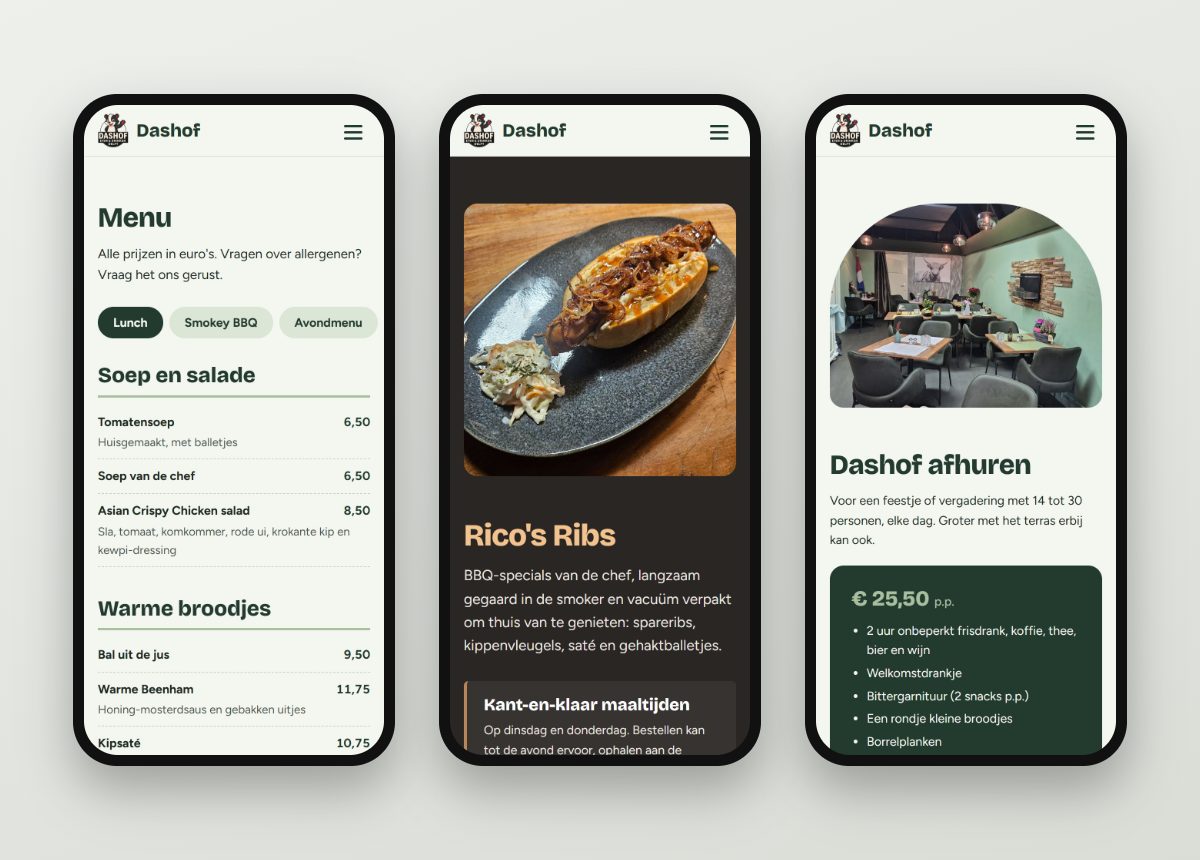 DASHOF
Dashof
Menu
Alle prijzen in euro's. Vragen over allergenen?
Vraag het ons gerust.
Lunch
Smokey BBQ
Avondmenu
Soep en salade
Tomatensoep 6,50
Huisgemaakt, met balletjes
Soep van de chef 6,50
Asian Crispy Chicken salad 8,50
Sla, tomaat, komkommer, rode ui, krokante kip en
kewpi-dressing
Warme broodjes
Bal uit de jus 9,50
Warme Beenham 11,75
Honing-mosterdsaus en gebakken uitjes
Kipsaté 10,75
DASHOF
Dashof
Rico's Ribs
BBQ-specials van de chef, langzaam
gegaard in de smoker en vacuüm verpakt
om thuis van te genieten: spareribs,
kippenvleugels, saté en gehaktballetjes.
Kant-en-klaar maaltijden
Op dinsdag en donderdag. Bestellen kan
tot de avond ervoor, ophalen aan de
DASHOF
Dashof
Dashof afhuren
Voor een feestje of vergadering met 14 tot 30
personen, elke dag. Groter met het terras erbij
kan ook.
€ 25,50 p.p.
• 2 uur onbeperkt frisdrank, koffie, thee,
bier en wijn
• Welkomstdrankje
• Bittergarnituur (2 snacks p.p.)
• Een rondje kleine broodjes
• Borrelplanken